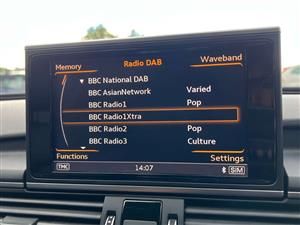 Memory Radio DAB Waveband
BBC National DAB
BBC AsianNetwork Varied
BBC Radio1 Pop
BBC Radio1Xtra
BBC Radio2 Pop
BBC Radio3 Culture
Functions Settings
TMC 14:07 SIM